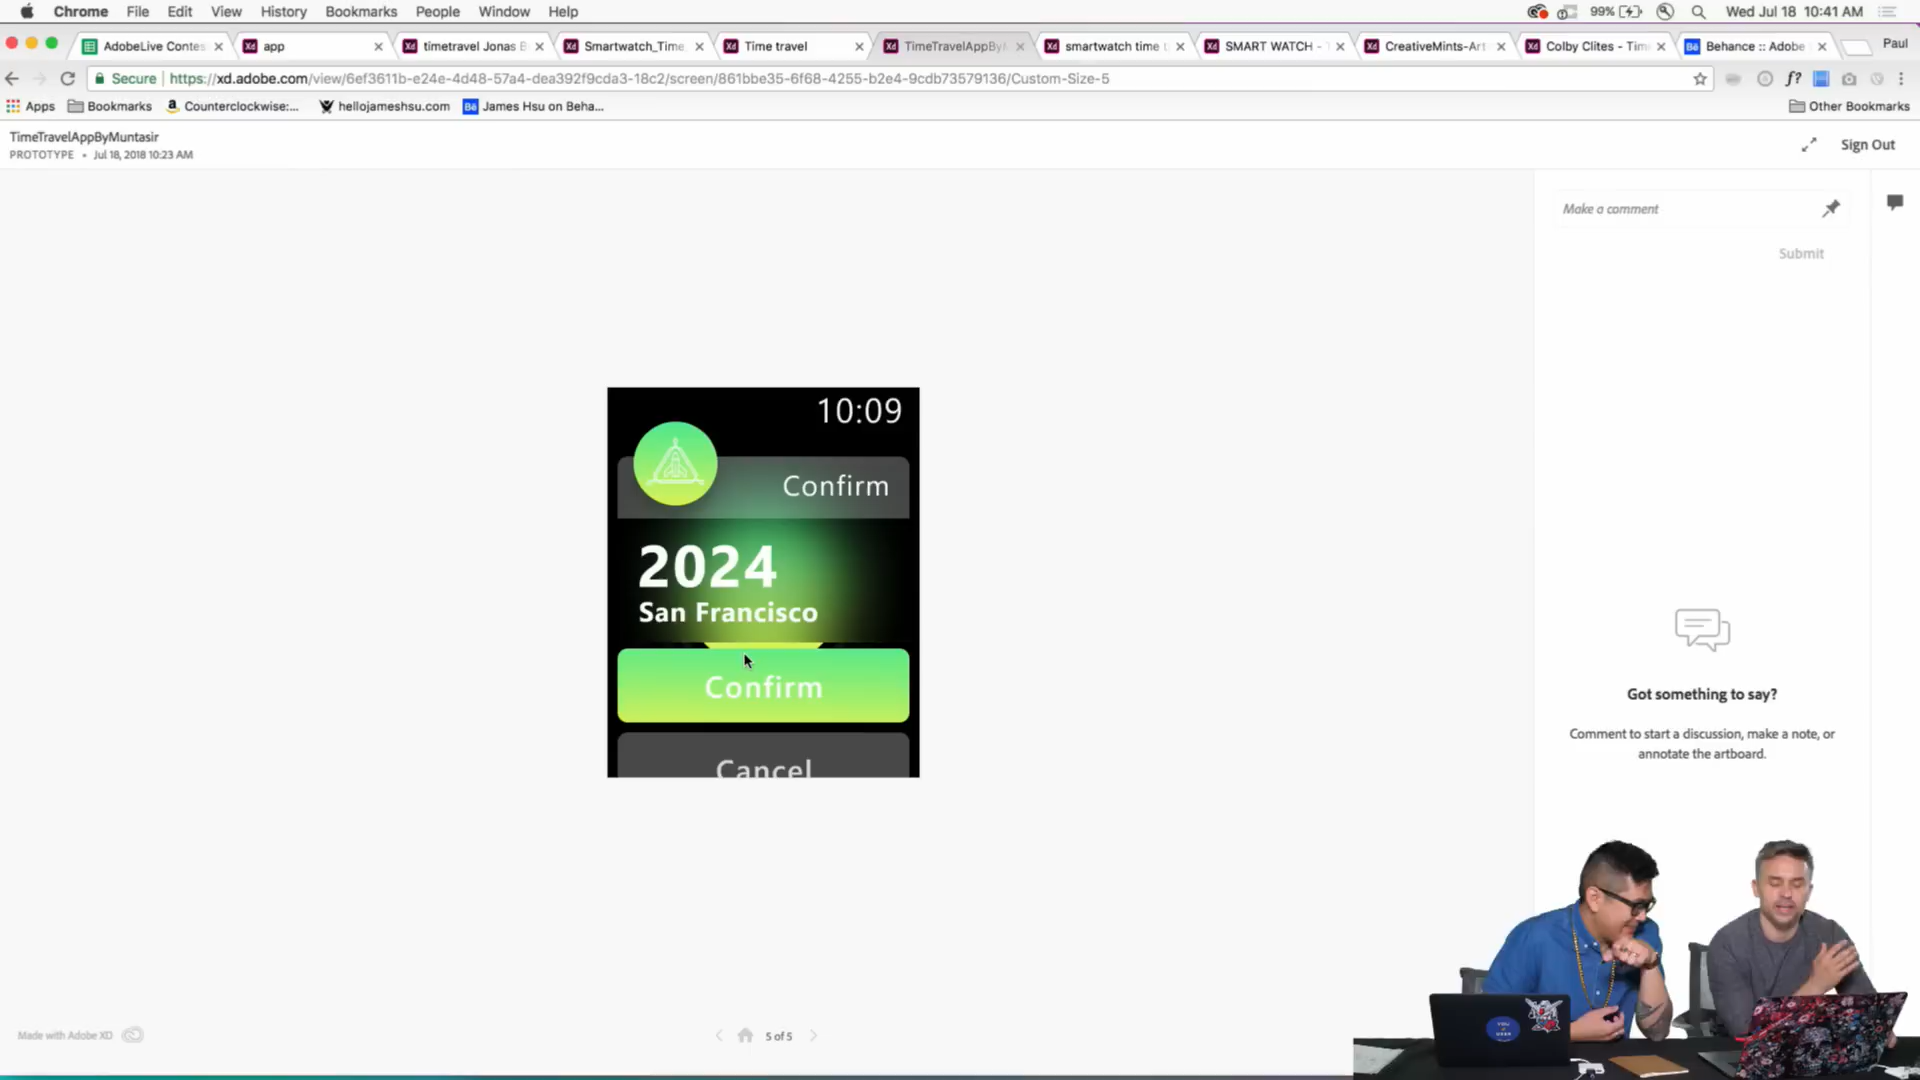 Chrome File Edit View History Bookmarks People Window Help 99% Wed Jul 18 10:41 AM
AdobeLive Contes app timetravel Jonas B Smartwatch_Time Time travel TimeTravelAppBy smartwatch time t SMART WATCH - T CreativeMints-Art Colby Clites - Tim Behance :: Adobe Paul
Secure https://xd.adobe.com/view/6ef3611b-e24e-4d48-57a4-dea392f9cda3-18c2/screen/861bbe35-6f68-4255-b2e4-9cdb73579136/Custom-Size-5 f?
Apps Bookmarks Counterclockwise:... hellojameshsu.com James Hsu on Beha... Other Bookmarks
TimeTravelAppByMuntasir
PROTOTYPE • Jul 18, 2018 10:23 AM
Sign Out
Make a comment
Submit
10:09
Confirm
2024
San Francisco
Confirm
Cancel
Got something to say?
Comment to start a discussion, make a note, or
annotate the artboard.
Made with Adobe XD
5 of 5